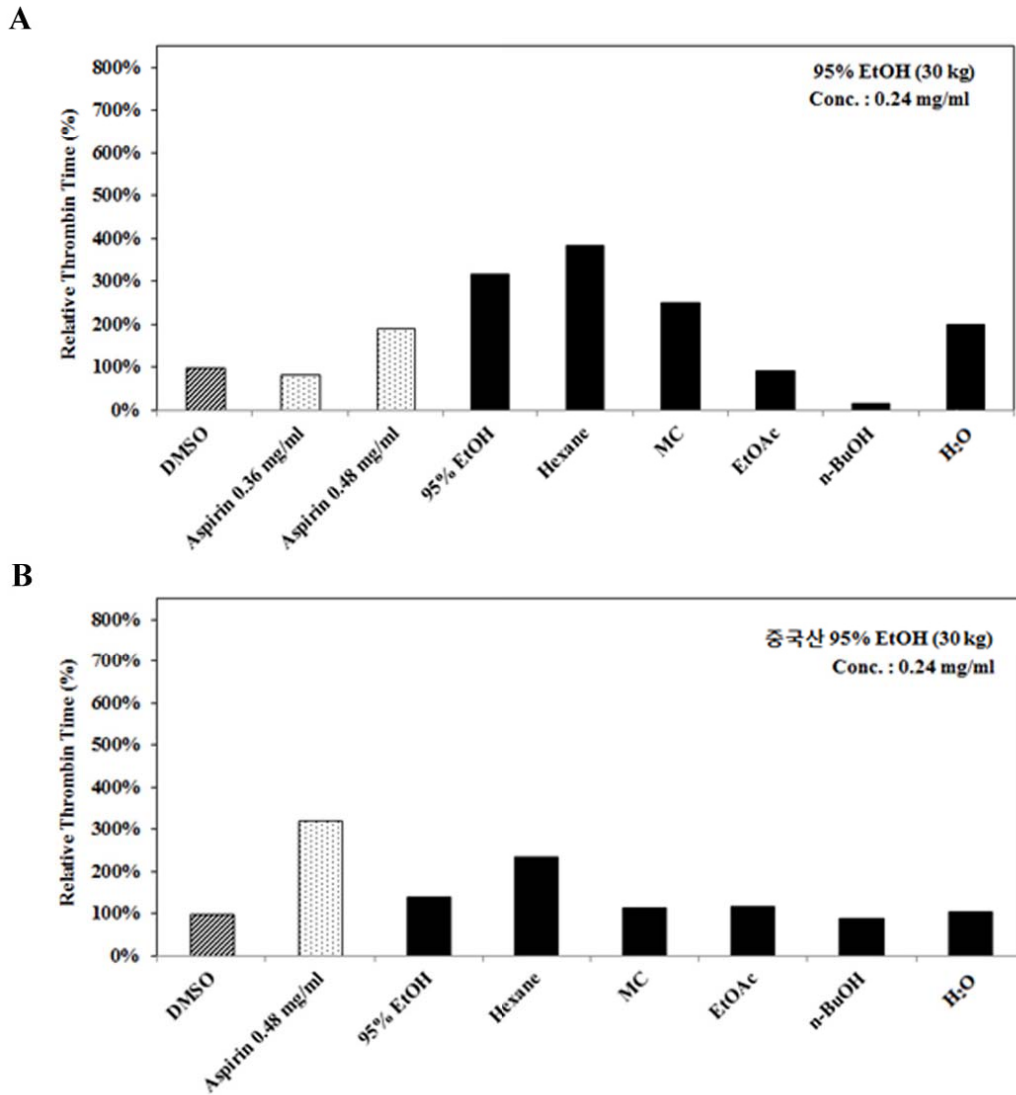 A
95% EtOH (30 kg)
Conc. : 0.24 mg/ml
Relative Thrombin Time (%)
800%
700%
600%
500%
400%
300%
200%
100%
0%
DMSO
Aspirin 0.36 mg/ml
Aspirin 0.48 mg/ml
95% EtOH
Hexane
MC
EtOAc
n-BuOH
H₂O
B
중국산 95% EtOH (30 kg)
Conc. : 0.24 mg/ml
Relative Thrombin Time (%)
800%
700%
600%
500%
400%
300%
200%
100%
0%
DMSO
Aspirin 0.48 mg/ml
95% EtOH
Hexane
MC
EtOAc
n-BuOH
H₂O